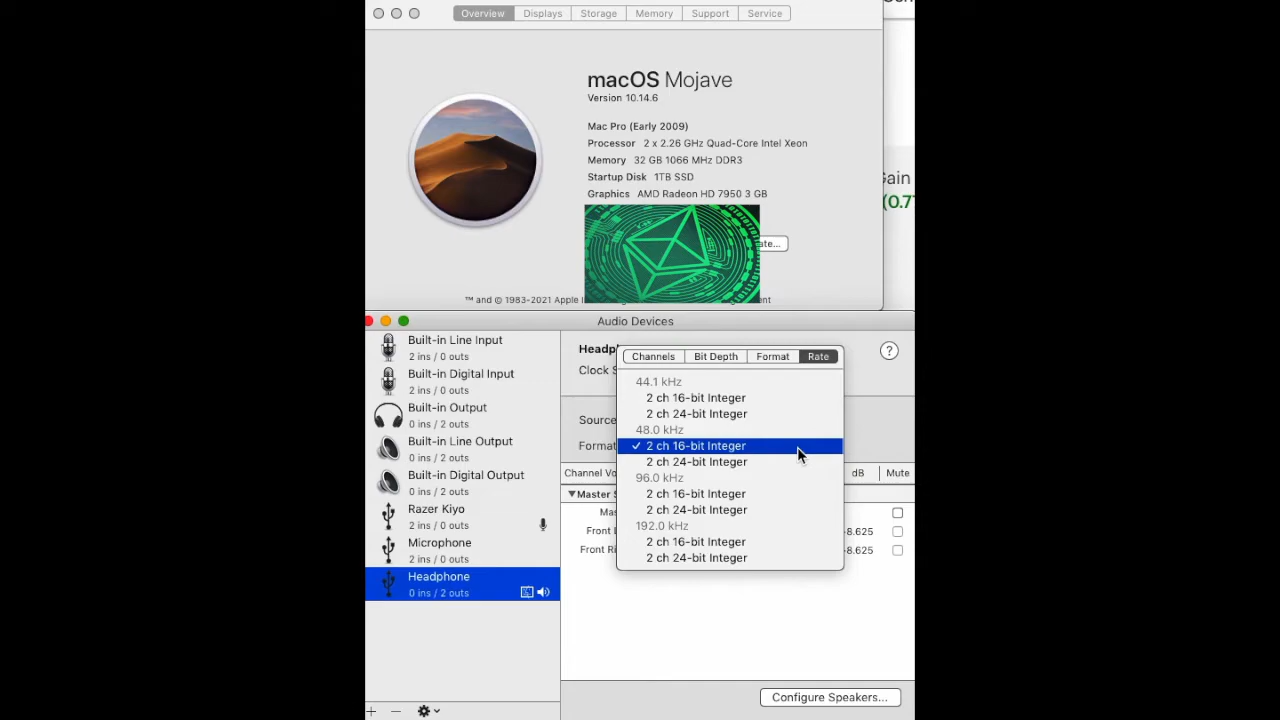 Overview Displays Storage Memory Support Service
macOS Mojave
Version 10.14.6
Mac Pro (Early 2009)
Processor 2 x 2.26 GHz Quad-Core Intel Xeon
Memory 32 GB 1066 MHz DDR3
Startup Disk 1TB SSD
Graphics AMD Radeon HD 7950 3 GB
Gain
(0.7
ate...
™ and © 1983-2021 Apple I
ent
Audio Devices
Built-in Line Input
2 ins / 0 outs
Built-in Digital Input
2 ins / 0 outs
Built-in Output
0 ins / 2 outs
Built-in Line Output
0 ins / 2 outs
Built-in Digital Output
0 ins / 2 outs
Razer Kiyo
2 ins / 0 outs
Microphone
2 ins / 0 outs
Headphone
0 ins / 2 outs
Headp
?
Clock S
Source
Format
Channels Bit Depth Format Rate
44.1 kHz
2 ch 16-bit Integer
2 ch 24-bit Integer
48.0 kHz
✓ 2 ch 16-bit Integer
2 ch 24-bit Integer
96.0 kHz
2 ch 16-bit Integer
2 ch 24-bit Integer
192.0 kHz
2 ch 16-bit Integer
2 ch 24-bit Integer
Channel Vo dB Mute
Master S
Mas
Front L -8.625
Front Ri -8.625
Configure Speakers...